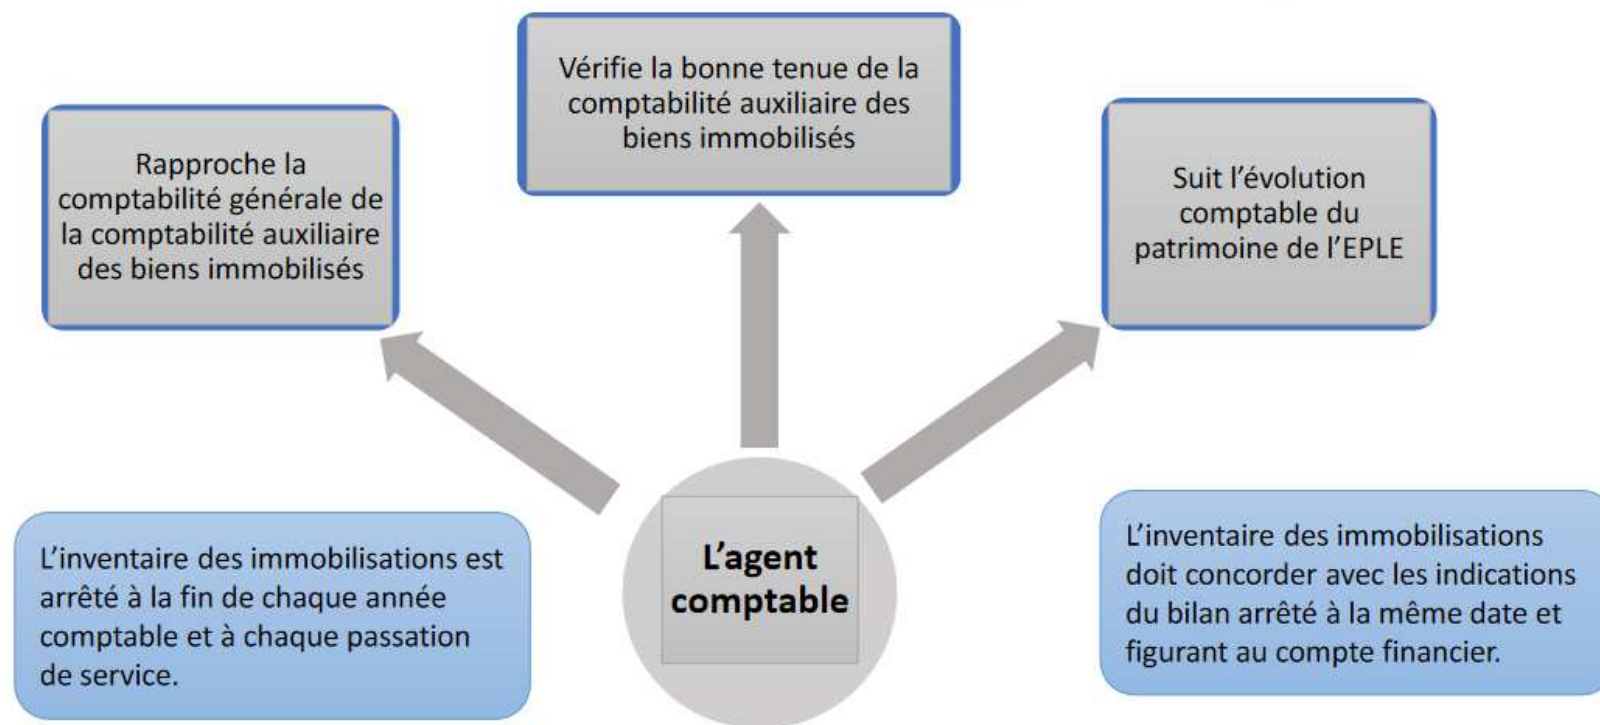 Vérifie la bonne tenue de la
comptabilité auxiliaire des
biens immobilisés
Rapproche la
comptabilité générale de
la comptabilité auxiliaire
des biens immobilisés
Suit l’évolution
comptable du
patrimoine de l’EPLE
L’agent
comptable
L’inventaire des immobilisations est
arrêté à la fin de chaque année
comptable et à chaque passation
de service.
L’inventaire des immobilisations
doit concorder avec les indications
du bilan arrêté à la même date et
figurant au compte financier.